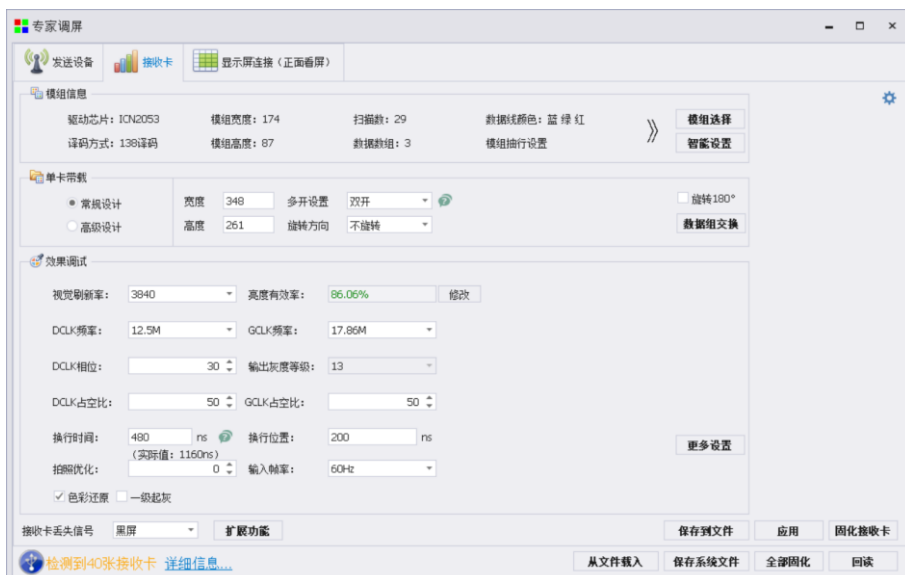 专家调屏
发送设备 接收卡 显示屏连接（正面看屏）
模组信息
驱动芯片: ICN2053 模组宽度: 174 扫描数: 29 数据线颜色: 蓝 绿 红 模组选择
译码方式: 138译码 模组高度: 87 数据数组: 3 模组抽行设置 智能设置
单卡带载
常规设计 宽度 348 多开设置 双开 旋转180°
高级设计 高度 261 旋转方向 不旋转 数据组交换
效果调试
视觉刷新率: 3840 亮度有效率: 86.06% 修改
DCLK频率: 12.5M GCLK频率: 17.86M
DCLK相位: 30 输出灰度等级: 13
DCLK占空比: 50 GCLK占空比: 50
换行时间: 480 ns 换行位置: 200 ns 更多设置
(实际值: 1160ns)
拍照优化: 0 输入帧率: 60Hz
色彩还原 一级起灰
接收卡丢失信号 黑屏 扩展功能 保存到文件 应用 固化接收卡
检测到40张接收卡 详细信息... 从文件载入 保存系统文件 全部固化 回读